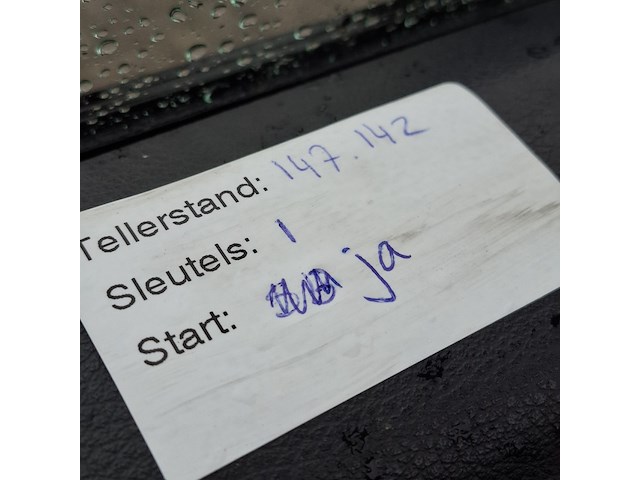 Tellerstand: 147.142
Sleutels: 1
Start: ja